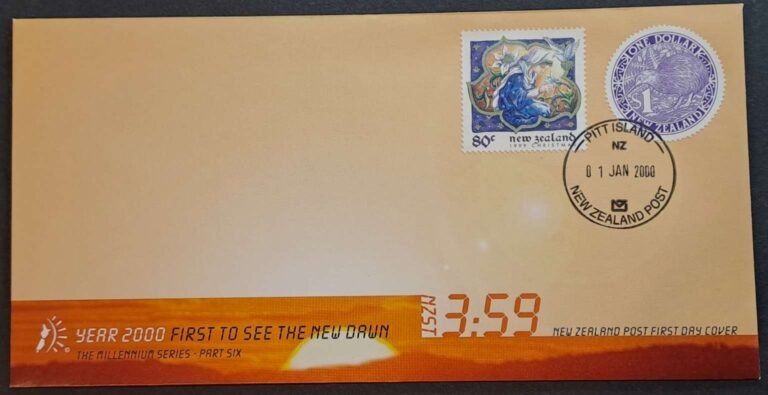 80c
new zealand
1999 CHRISTMAS
ONE DOLLAR
$1
NEW ZEALAND
PITT ISLAND
NZ
01 JAN 2000
NEW ZEALAND POST
NZST 3:59
YEAR 2000 FIRST TO SEE THE NEW DAWN
NEW ZEALAND POST FIRST DAY COVER
THE MILLENNIUM SERIES - PART SIX